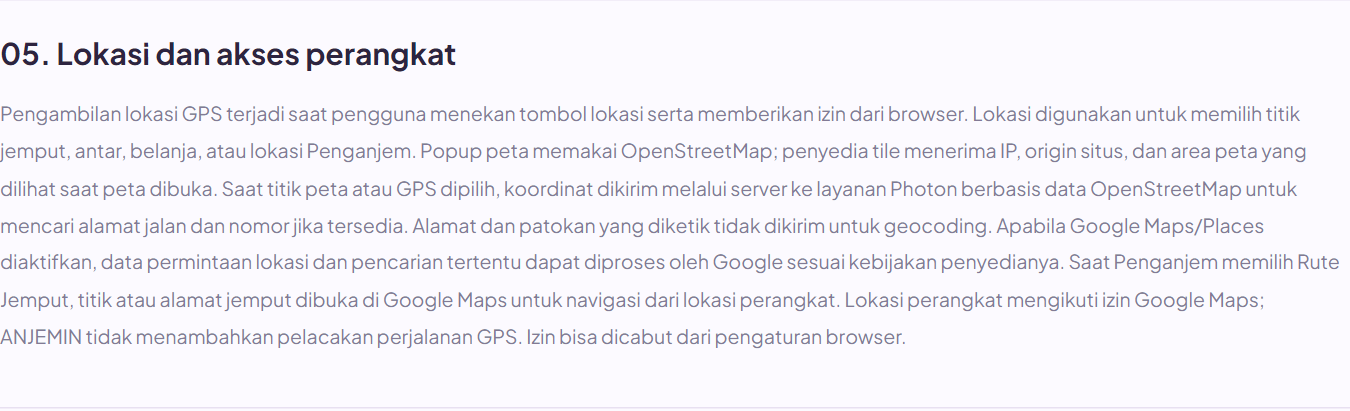 05. Lokasi dan akses perangkat
Pengambilan lokasi GPS terjadi saat pengguna menekan tombol lokasi serta memberikan izin dari browser. Lokasi digunakan untuk memilih titik
jemput, antar, belanja, atau lokasi Penganjem. Popup peta memakai OpenStreetMap; penyedia tile menerima IP, origin situs, dan area peta yang
dilihat saat peta dibuka. Saat titik peta atau GPS dipilih, koordinat dikirim melalui server ke layanan Photon berbasis data OpenStreetMap untuk
mencari alamat jalan dan nomor jika tersedia. Alamat dan patokan yang diketik tidak dikirim untuk geocoding. Apabila Google Maps/Places
diaktifkan, data permintaan lokasi dan pencarian tertentu dapat diproses oleh Google sesuai kebijakan penyedianya. Saat Penganjem memilih Rute
Jemput, titik atau alamat jemput dibuka di Google Maps untuk navigasi dari lokasi perangkat. Lokasi perangkat mengikuti izin Google Maps;
ANJEMIN tidak menambahkan pelacakan perjalanan GPS. Izin bisa dicabut dari pengaturan browser.